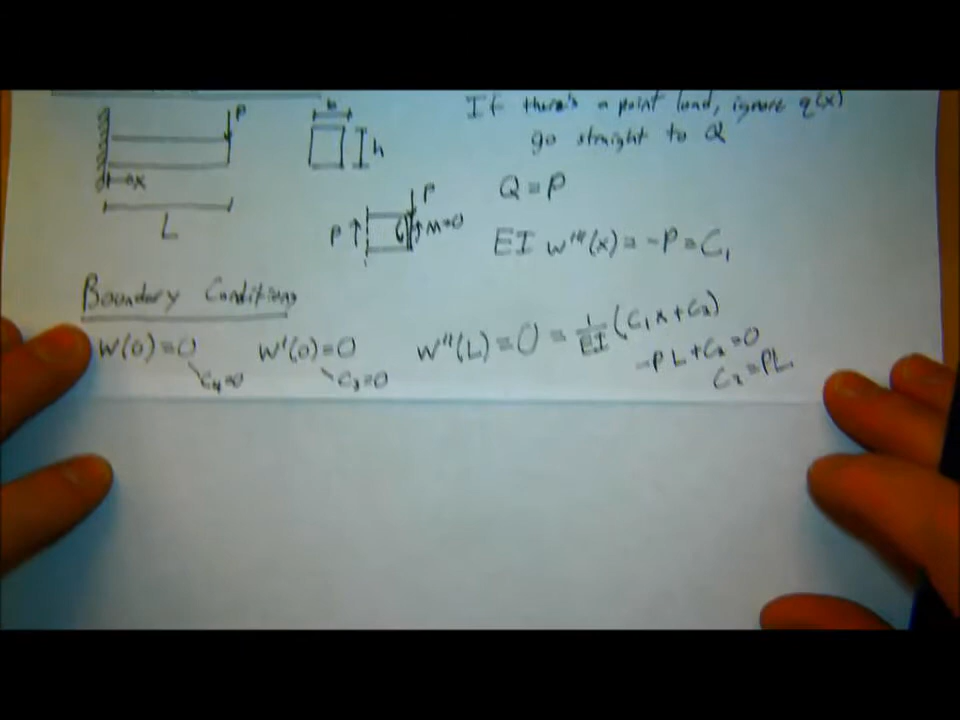 If there's a point load, ignore q(x)
go straight to Q
P
b
h
x
L
Q = P
P
P
M=0
EI w'''(x) = -P = C₁
Boundary Conditions
w(0)=0
C₄=0
w'(0)=0
C₃=0
w''(L) = 0 = 1/EI (C₁x+C₂)
-PL+C₂=0
C₂=PL